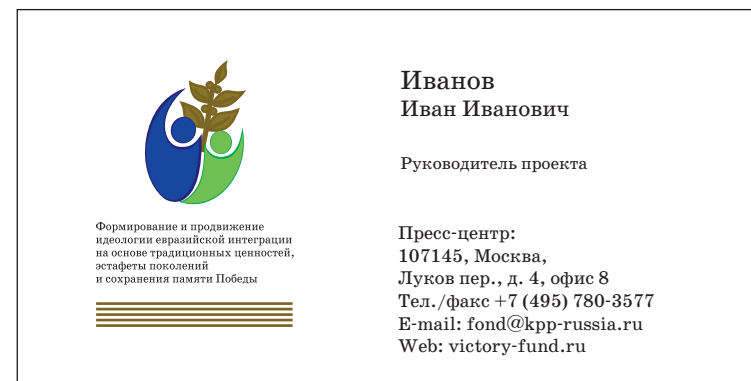 Формирование и продвижение
идеологии евразийской интеграции
на основе традиционных ценностей,
эстафеты поколений
и сохранения памяти Победы
Иванов
Иван Иванович
Руководитель проекта
Пресс-центр:
107145, Москва,
Луков пер., д. 4, офис 8
Тел./факс +7 (495) 780-3577
E-mail: fond@kpp-russia.ru
Web: victory-fund.ru